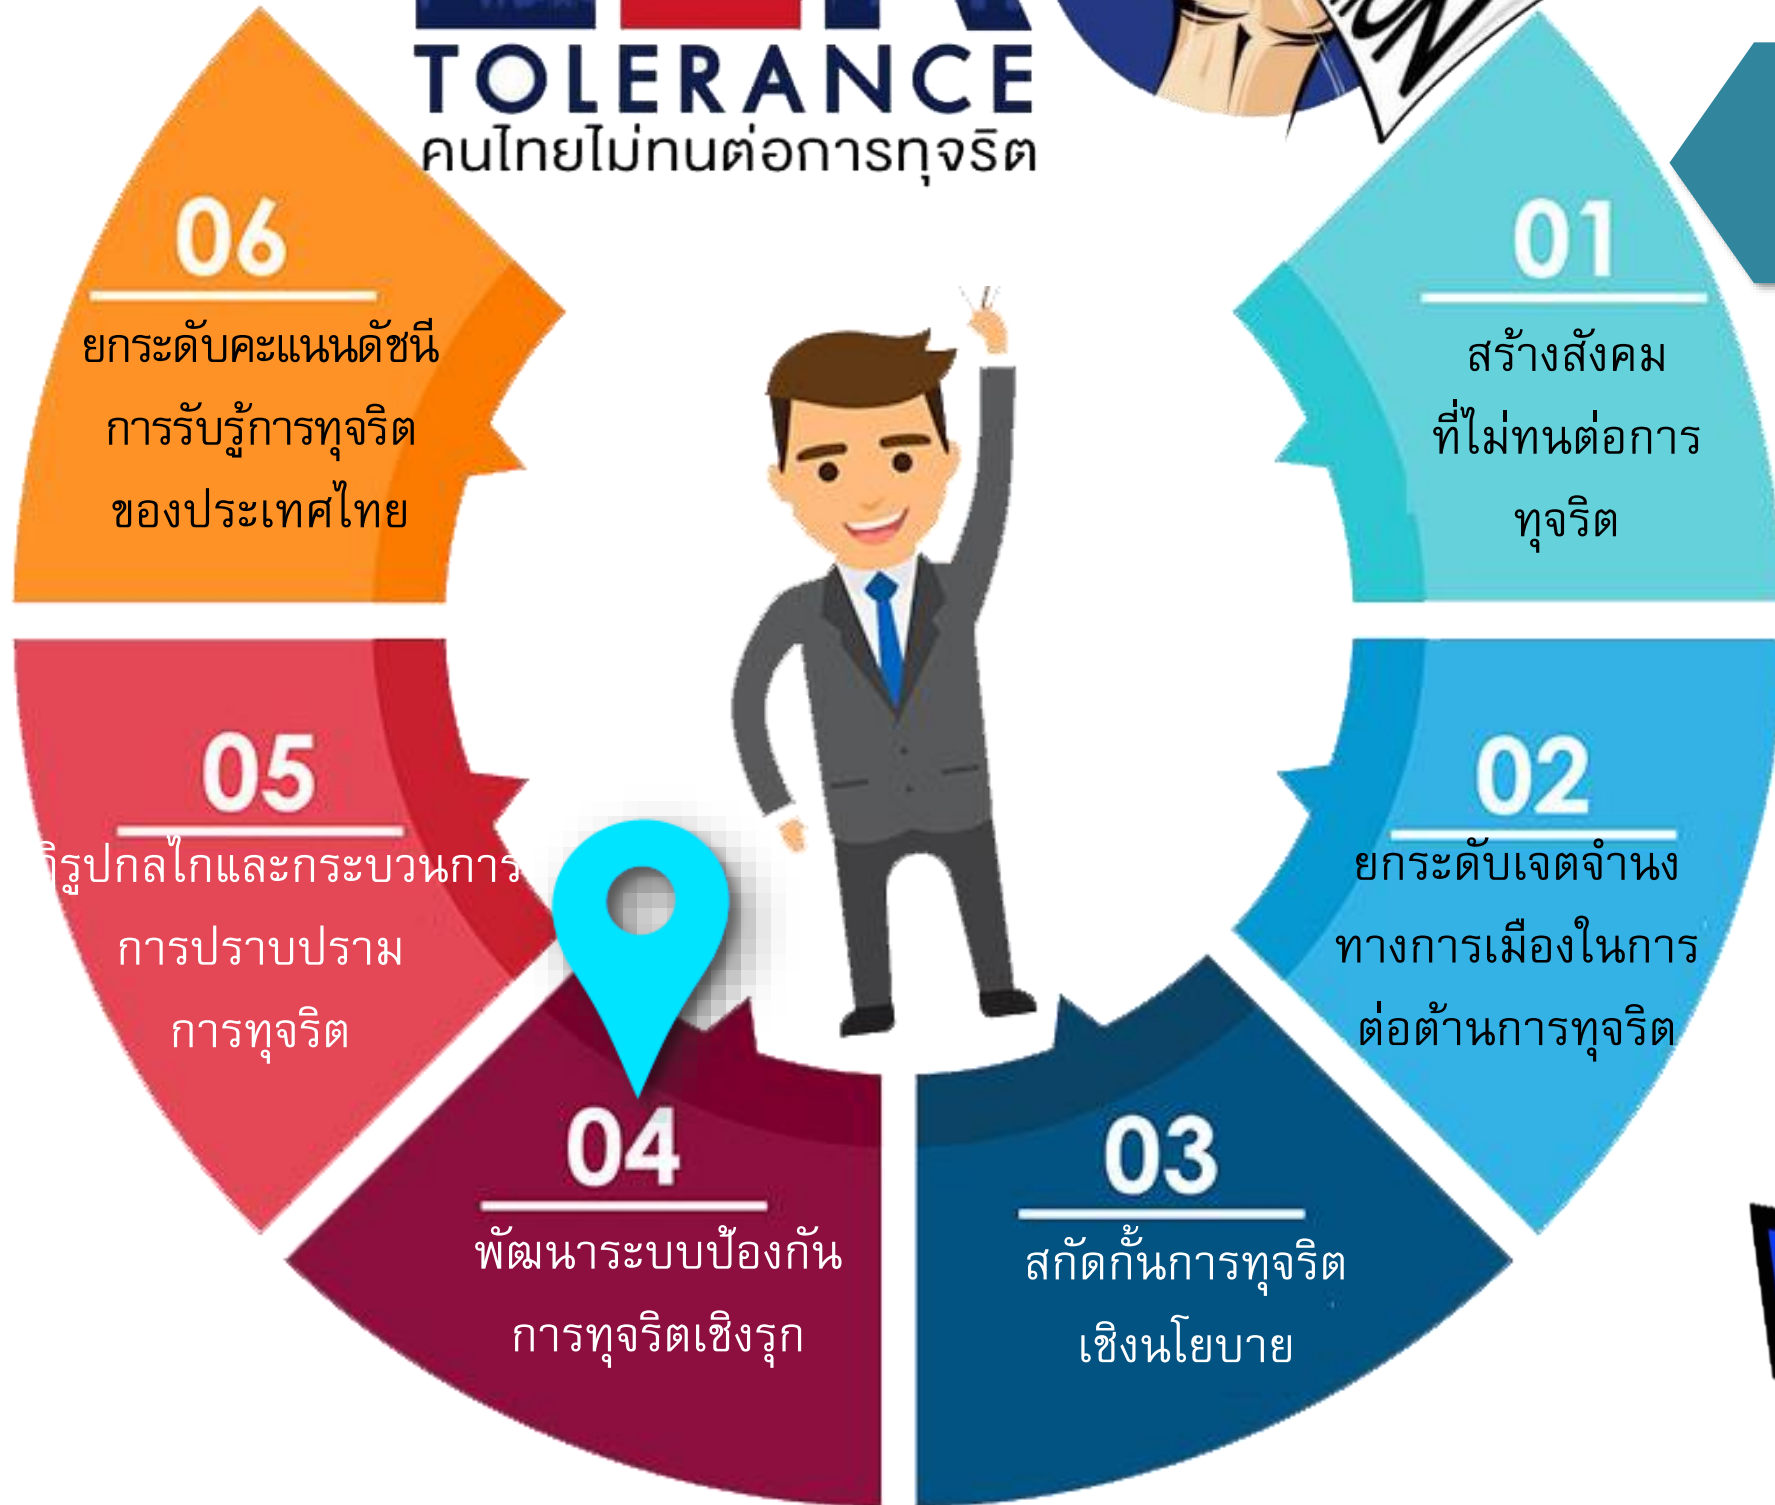 TOLERANCE
คนไทยไม่ทนต่อการทุจริต
01
สร้างสังคม
ที่ไม่ทนต่อการ
ทุจริต
02
ยกระดับเจตจำนง
ทางการเมืองในการ
ต่อต้านการทุจริต
03
สกัดกั้นการทุจริต
เชิงนโยบาย
04
พัฒนาระบบป้องกัน
การทุจริตเชิงรุก
05
ิรูปกลไกและกระบวนการ
การปราบปราม
การทุจริต
06
ยกระดับคะแนนดัชนี
การรับรู้การทุจริต
ของประเทศไทย